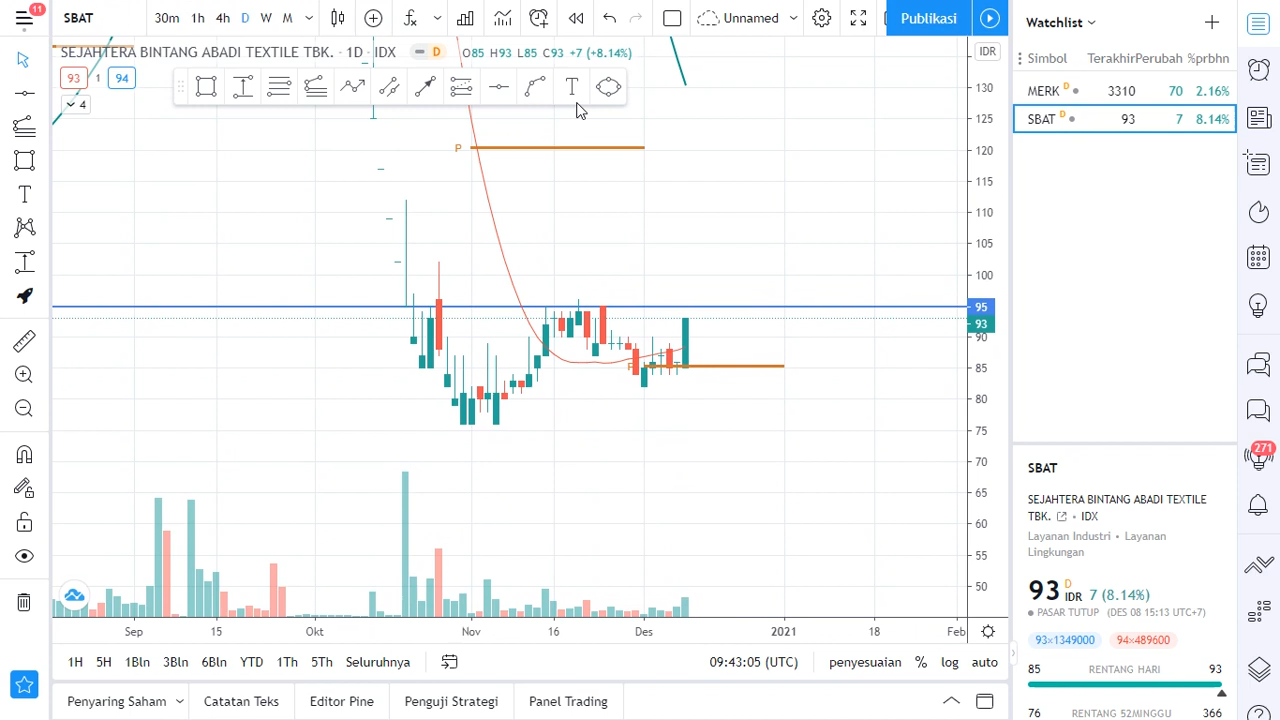 11
SBAT
30m 1h 4h D W M
Unnamed
Publikasi
Watchlist
SEJAHTERA BINTANG ABADI TEXTILE TBK. · 1D · IDX
D
O85 H93 L85 C93 +7 (+8.14%)
IDR
93 1 94
4
T
T
Simbol Terakhir Perubah %prbhn
MERK D 3310 70 2.16%
SBAT D 93 7 8.14%
130
125
120
115
110
105
100
95
93
90
85
80
75
70
65
60
55
50
P
P
Sep 15 Okt Nov 16 Des 2021 18 Feb
1H 5H 1Bln 3Bln 6Bln YTD 1Th 5Th Seluruhnya
09:43:05 (UTC)
penyesuaian % log auto
Penyaring Saham Catatan Teks Editor Pine Penguji Strategi Panel Trading
271
SBAT
SEJAHTERA BINTANG ABADI TEXTILE
TBK. • IDX
Layanan Industri • Layanan
Lingkungan
93 D IDR 7 (8.14%)
PASAR TUTUP (DES 08 15:13 UTC+7)
93×1349000 94×489600
85 RENTANG HARI 93
76 RENTANG 52MINGGU 366